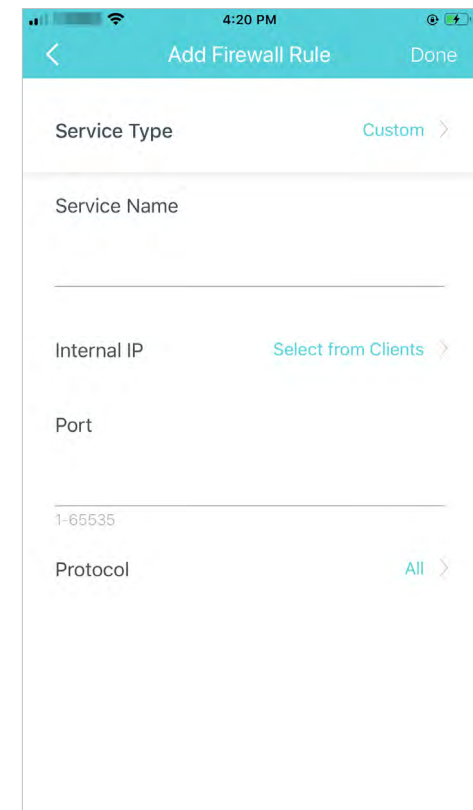 4:20 PM
Add Firewall Rule Done
Service Type Custom
Service Name
Internal IP Select from Clients
Port
1-65535
Protocol All